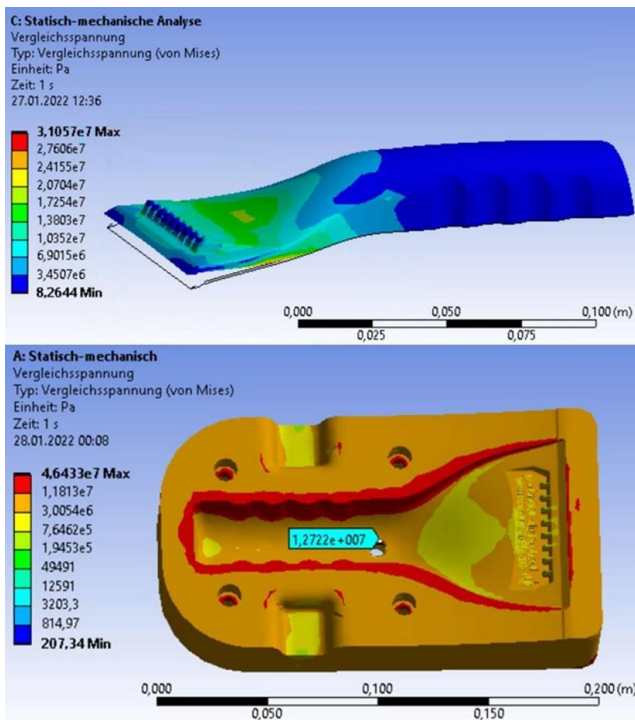 C: Statisch-mechanische Analyse
Vergleichsspannung
Typ: Vergleichsspannung (von Mises)
Einheit: Pa
Zeit: 1 s
27.01.2022 12:36
3,1057e7 Max
2,7606e7
2,4155e7
2,0704e7
1,7254e7
1,3803e7
1,0352e7
6,9015e6
3,4507e6
8,2644 Min
0,000 0,050 0,100 (m)
0,025 0,075
A: Statisch-mechanisch
Vergleichsspannung
Typ: Vergleichsspannung (von Mises)
Einheit: Pa
Zeit: 1 s
28.01.2022 00:08
4,6433e7 Max
1,1813e7
3,0054e6
7,6462e5
1,9453e5
49491
12591
3203,3
814,97
207,34 Min
1,2722e+007
0,000 0,100 0,200 (m)
0,050 0,150